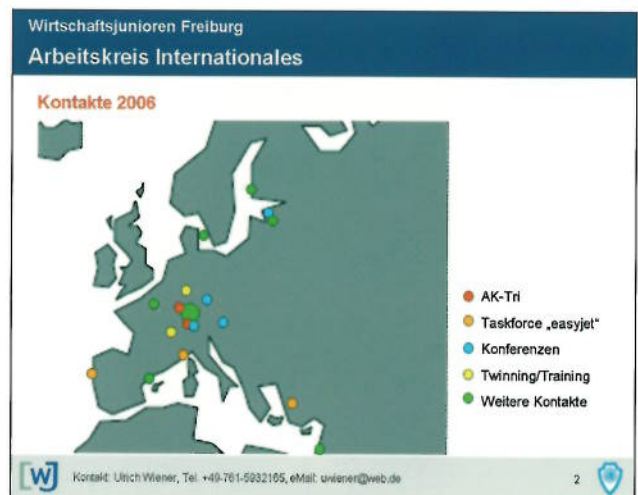 Wirtschaftsjunioren Freiburg
Arbeitskreis Internationales
Kontakte 2006
AK-Tri
Taskforce „easyjet“
Konferenzen
Twinning/Training
Weitere Kontakte
[W] Kontakt: Ulrich Wiener, Tel. +49-761-5932165, eMail: uwiener@web.de 2